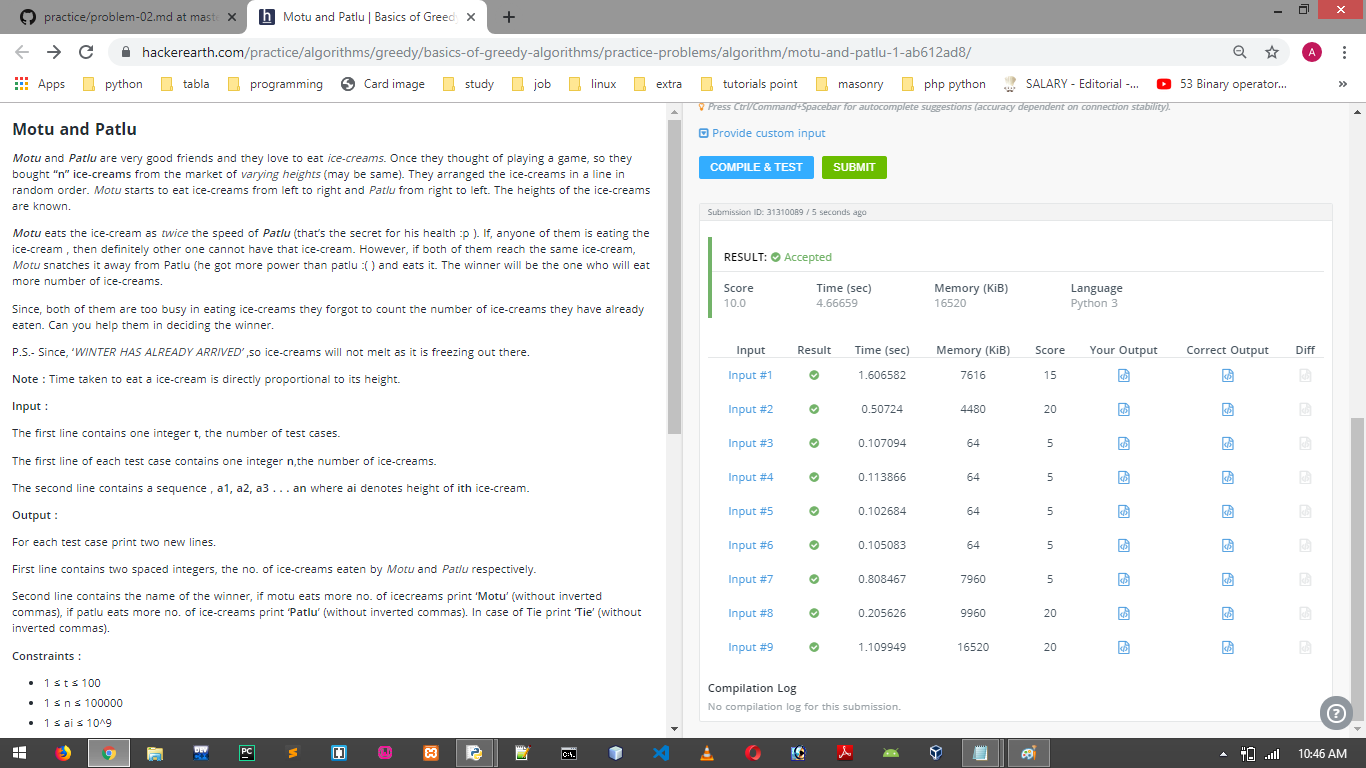 practice/problem-02.md at mast
Motu and Patlu | Basics of Greed
hackerearth.com/practice/algorithms/greedy/basics-of-greedy-algorithms/practice-problems/algorithm/motu-and-patlu-1-ab612ad8/
A
Apps python tabla programming Card image study job linux extra tutorials point masonry php python SALARY - Editorial -... 53 Binary operator...
Motu and Patlu
Motu and Patlu are very good friends and they love to eat ice-creams. Once they thought of playing a game, so they
bought “n” ice-creams from the market of varying heights (may be same). They arranged the ice-creams in a line in
random order. Motu starts to eat ice-creams from left to right and Patlu from right to left. The heights of the ice-creams
are known.
Motu eats the ice-cream as twice the speed of Patlu (that’s the secret for his health :p ). If, anyone of them is eating the
ice-cream , then definitely other one cannot have that ice-cream. However, if both of them reach the same ice-cream,
Motu snatches it away from Patlu (he got more power than patlu :( ) and eats it. The winner will be the one who will eat
more number of ice-creams.
Since, both of them are too busy in eating ice-creams they forgot to count the number of ice-creams they have already
eaten. Can you help them in deciding the winner.
P.S.- Since, ‘WINTER HAS ALREADY ARRIVED’ ,so ice-creams will not melt as it is freezing out there.
Note : Time taken to eat a ice-cream is directly proportional to its height.
Input :
The first line contains one integer t, the number of test cases.
The first line of each test case contains one integer n,the number of ice-creams.
The second line contains a sequence , a1, a2, a3 . . . an where ai denotes height of ith ice-cream.
Output :
For each test case print two new lines.
First line contains two spaced integers, the no. of ice-creams eaten by Motu and Patlu respectively.
Second line contains the name of the winner, if motu eats more no. of icecreams print ‘Motu’ (without inverted
commas), if patlu eats more no. of ice-creams print ‘Patlu’ (without inverted commas). In case of Tie print ‘Tie’ (without
inverted commas).
Constraints :
1 ≤ t ≤ 100
1 ≤ n ≤ 100000
1 ≤ ai ≤ 10^9
Press Ctrl/Command+Spacebar for autocomplete suggestions (accuracy dependent on connection stability).
Provide custom input
COMPILE & TEST SUBMIT
Submission ID: 31310089 / 5 seconds ago
RESULT: Accepted
Score Time (sec) Memory (KiB) Language
10.0 4.66659 16520 Python 3
Input Result Time (sec) Memory (KiB) Score Your Output Correct Output Diff
Input #1 1.606582 7616 15
Input #2 0.50724 4480 20
Input #3 0.107094 64 5
Input #4 0.113866 64 5
Input #5 0.102684 64 5
Input #6 0.105083 64 5
Input #7 0.808467 7960 5
Input #8 0.205626 9960 20
Input #9 1.109949 16520 20
Compilation Log
No compilation log for this submission.
10:46 AM